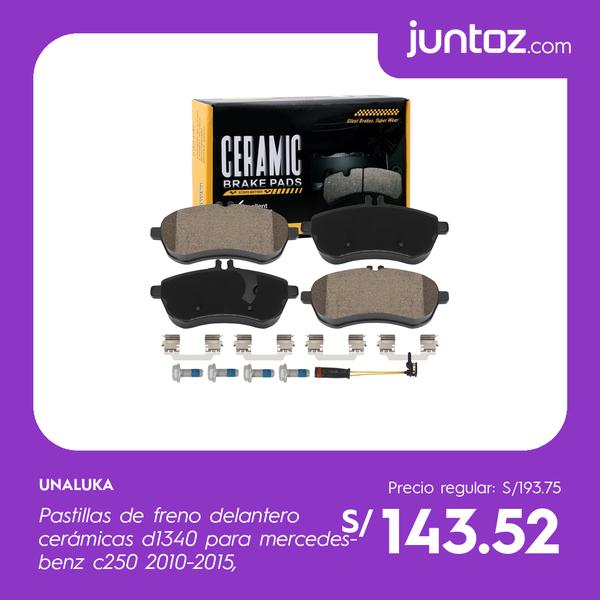 juntoz.com
Silent Brakes, Super Wear
CERAMIC
BRAKE PADS
UNALUKA
Precio regular: S/193.75
Pastillas de freno delantero
cerámicas d1340 para mercedes-
benz c250 2010-2015,
S/ 143.52